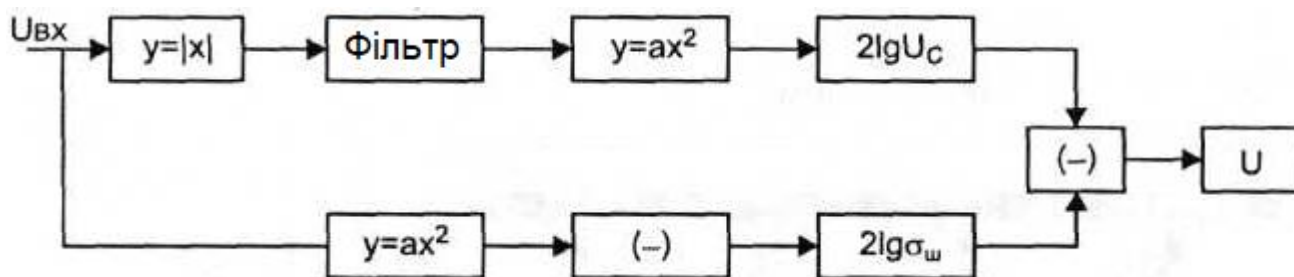 Uвх
y=|x|
Фільтр
y=ax²
2lgUC
(–)
U
y=ax²
(–)
2lgσш